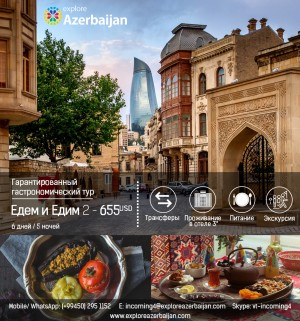 explore
Azerbaijan
Гарантированный
гастрономический тур
Едем и Едим 2 - 655USD
6 дней / 5 ночей
Трансферы
Проживание
в отеле 3*
Питание
Экскурсия
Mobile/ WhatsApp: (+99450) 295 1152 E: incoming4@exploreazerbaijan.com Skype: vt-incoming4
www.exploreazerbaijan.com